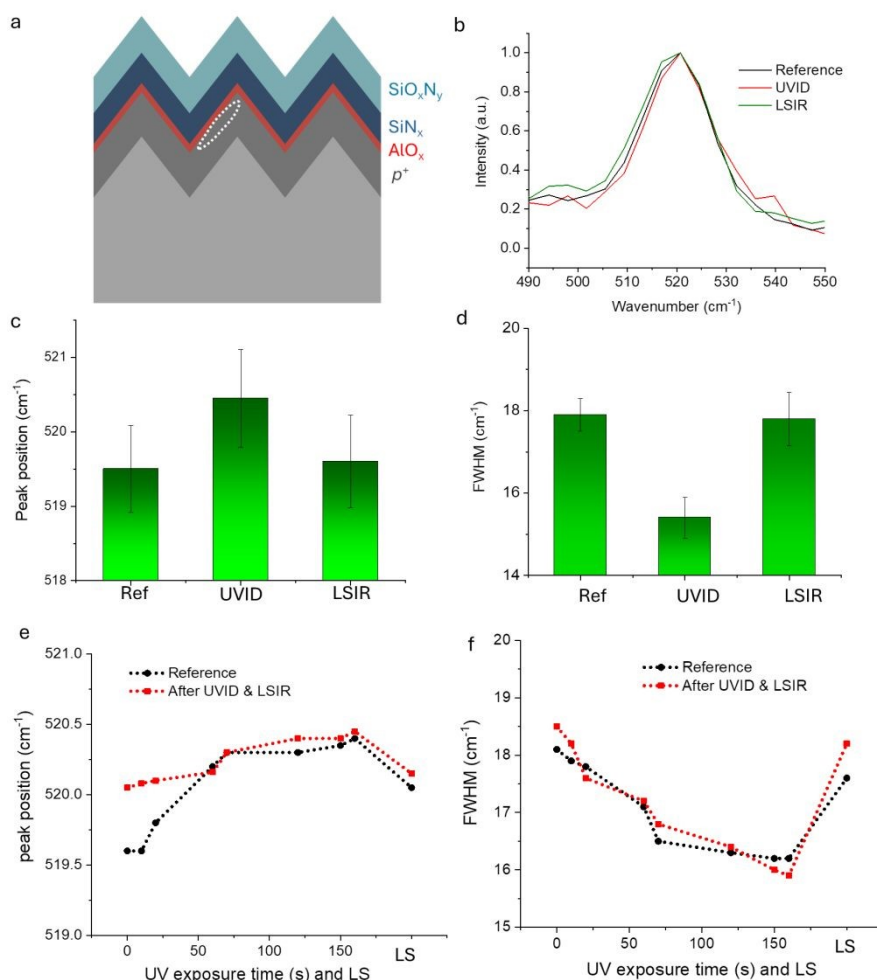 a
SiOxNy
SiNx
AlOx
p+
b
Intensity (a.u.)
1.0
0.8
0.6
0.4
0.2
0.0
Reference
UVID
LSIR
490 500 510 520 530 540 550
Wavenumber (cm-1)
c
Peak position (cm-1)
521
520
519
518
Ref UVID LSIR
d
FWHM (cm-1)
20
18
16
14
Ref UVID LSIR
e
peak position (cm-1)
521.0
520.5
520.0
519.5
519.0
Reference
After UVID & LSIR
0 50 100 150 LS
UV exposure time (s) and LS
f
FWHM (cm-1)
20
19
18
17
16
15
Reference
After UVID & LSIR
0 50 100 150 LS
UV exposure time (s) and LS